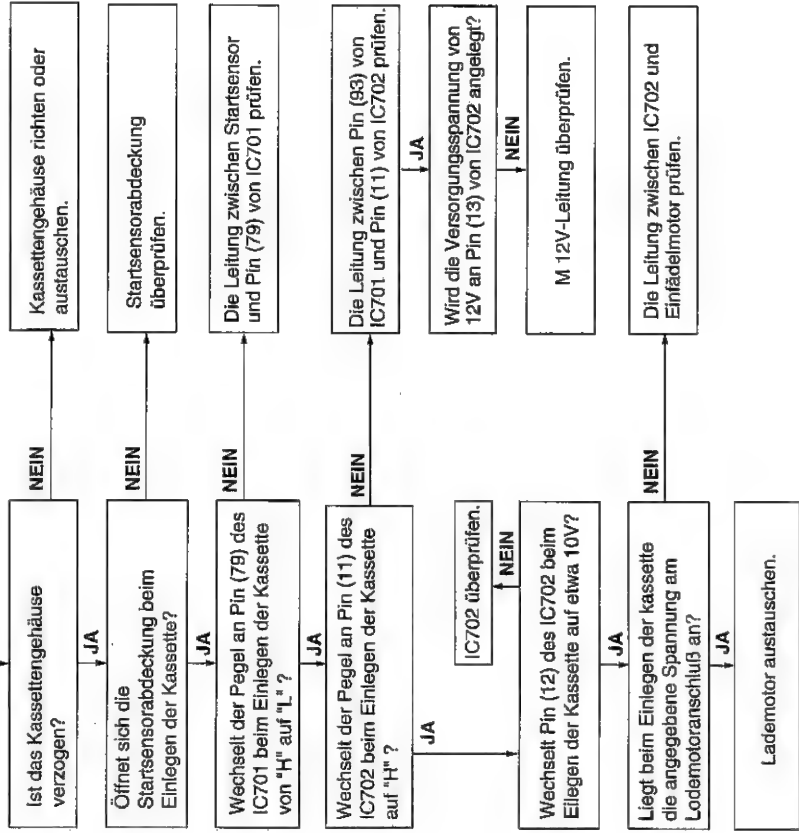 Ist das Kassettengehäuse
verzogen?
NEIN
Kassettengehäuse richten oder
austauschen.
JA
Öffnet sich die
Startsensorabdeckung beim
Einlegen der Kassette?
NEIN
Startsensorabdeckung
überprüfen.
JA
Wechselt der Pegel an Pin (79) des
IC701 beim Einlegen der Kassette
von "H" auf "L" ?
NEIN
Die Leitung zwischen Startsensor
und Pin (79) von IC701 prüfen.
JA
Wechselt der Pegel an Pin (11) des
IC702 beim Einlegen der Kassette
auf "H" ?
NEIN
Die Leitung zwischen Pin (93) von
IC701 und Pin (11) von IC702 prüfen.
JA
Wird die Versorgungsspannung von
12V an Pin (13) von IC702 angelegt?
NEIN
M 12V-Leitung überprüfen.
JA
IC702 überprüfen.
NEIN
Wechselt Pin (12) des IC702 beim
Eilegen der Kassette auf etwa 10V?
JA
Liegt beim Einlegen der kassette
die angegebene Spannung am
Lodemotoranschluß an?
NEIN
Die Leitung zwischen IC702 und
Einfädelmotor prüfen.
JA
Lademotor austauschen.